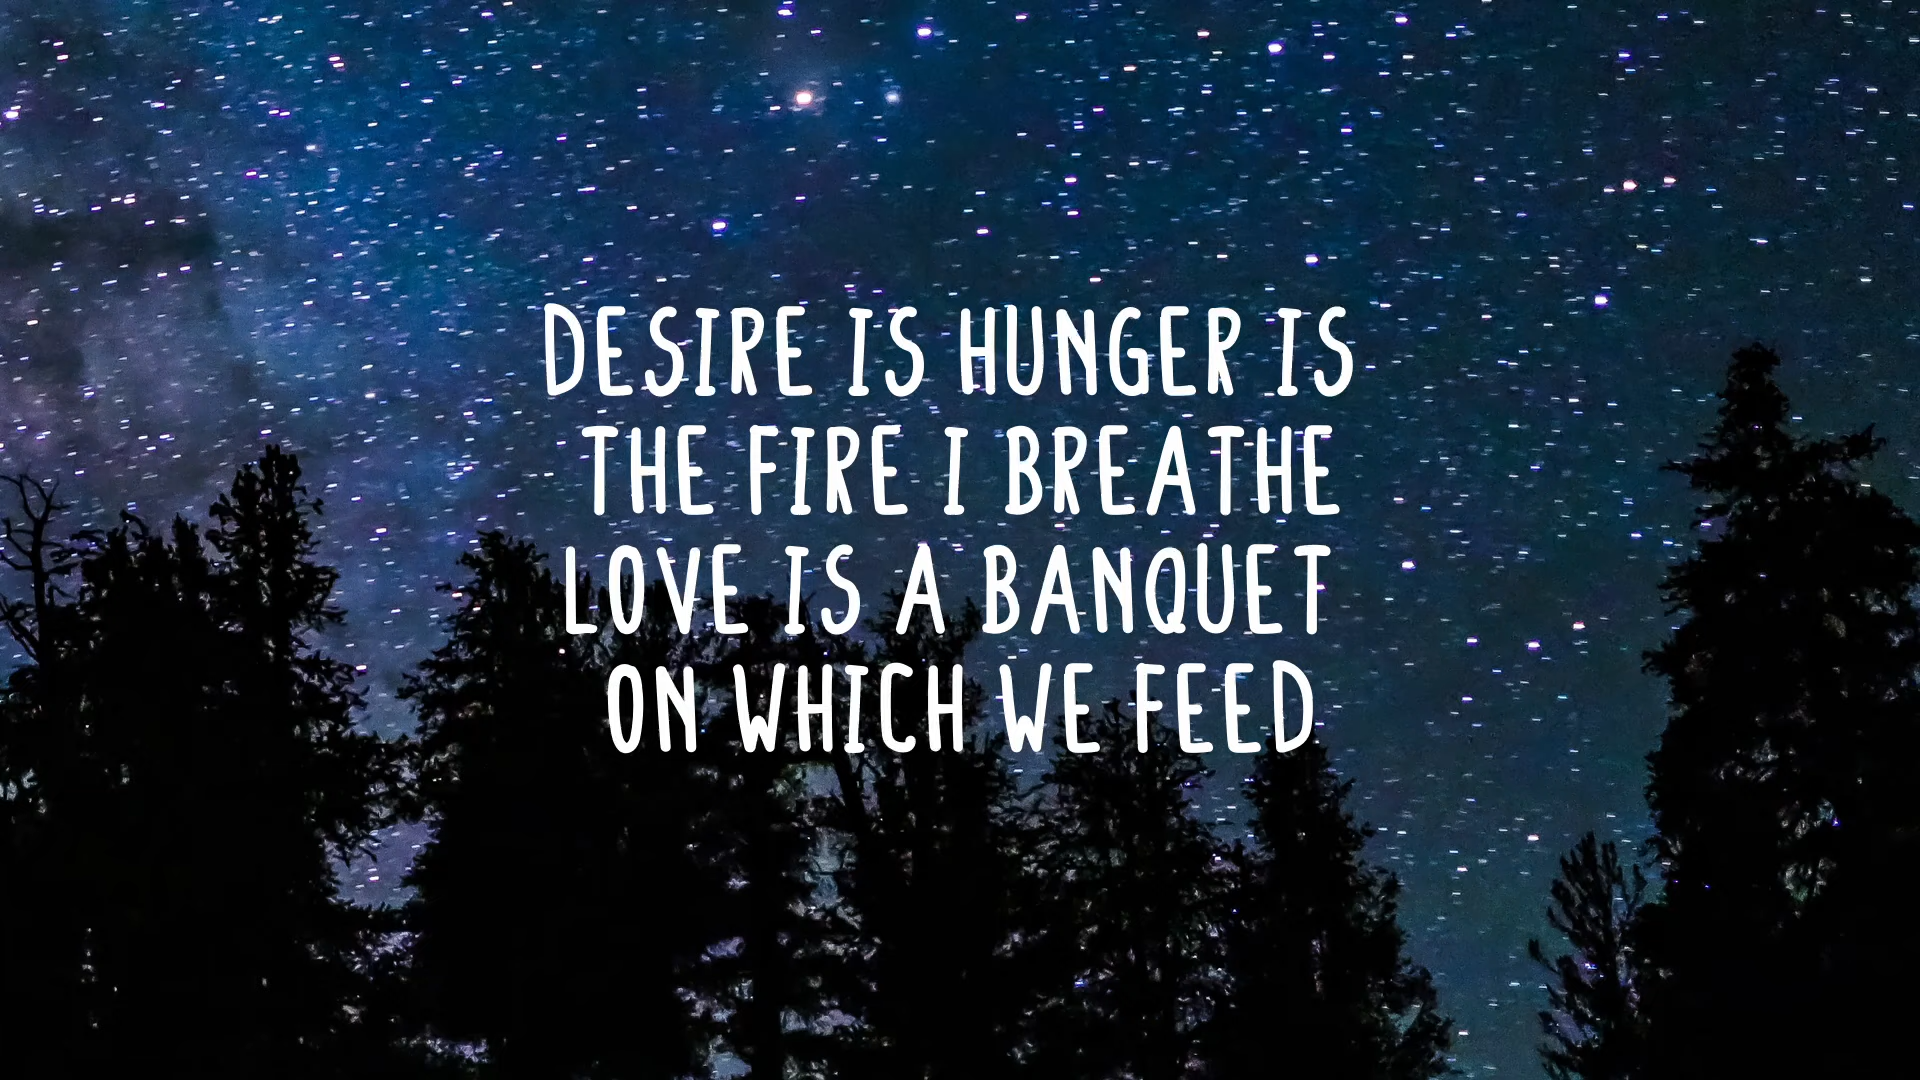 DESIRE IS HUNGER IS
THE FIRE I BREATHE
LOVE IS A BANQUET
ON WHICH WE FEED